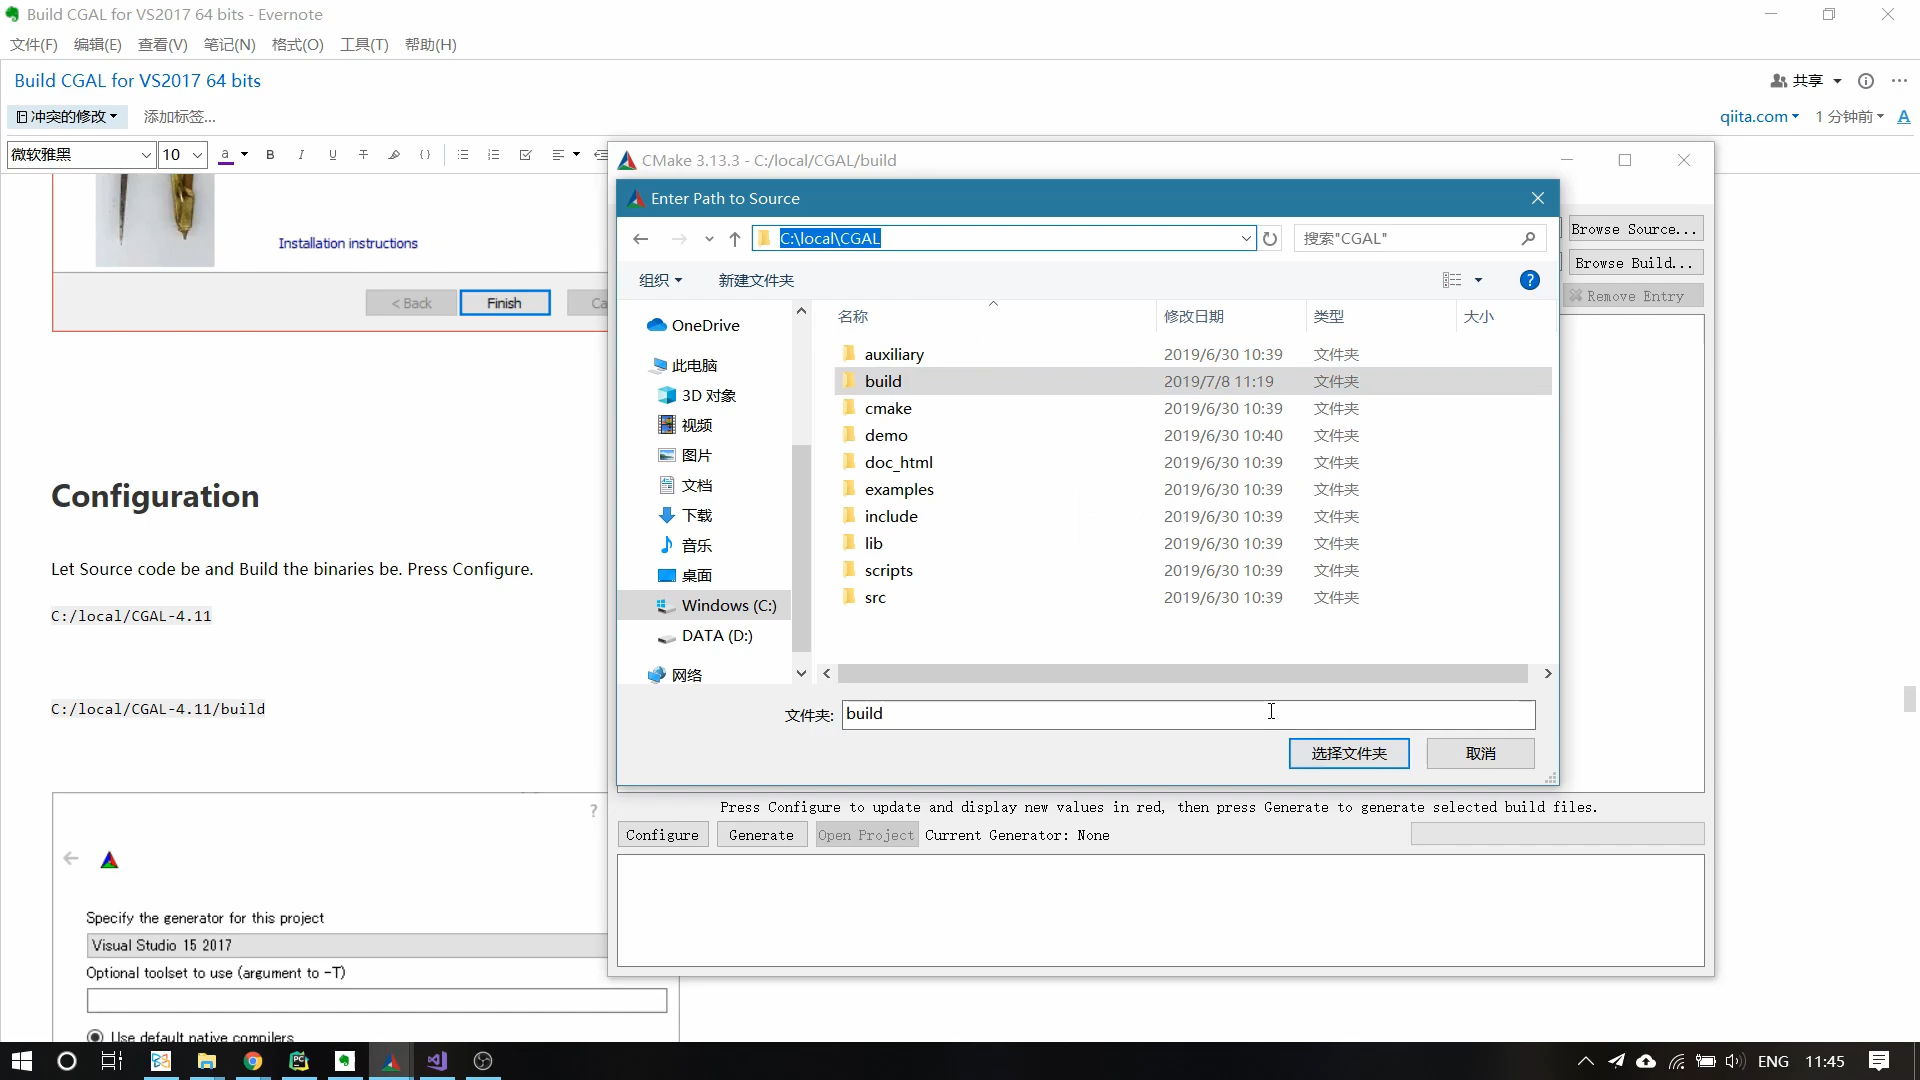 Build CGAL for VS2017 64 bits - Evernote
文件(F) 编辑(E) 查看(V) 笔记(N) 格式(O) 工具(T) 帮助(H)
Build CGAL for VS2017 64 bits
共享
冲突的修改 添加标签...
qiita.com 1 分钟前 A
微软雅黑 10 a B I U T
Installation instructions
< Back Finish Ca
Configuration
Let Source code be and Build the binaries be. Press Configure.
C:/local/CGAL-4.11
C:/local/CGAL-4.11/build
?
Specify the generator for this project
Visual Studio 15 2017
Optional toolset to use (argument to -T)
Use default native compilers
CMake 3.13.3 - C:/local/CGAL/build
Browse Source...
Browse Build...
Remove Entry
Enter Path to Source
C:\local\CGAL
搜索"CGAL"
组织 新建文件夹
?
OneDrive
此电脑
3D 对象
视频
图片
文档
下载
音乐
桌面
Windows (C:)
DATA (D:)
网络
名称 修改日期 类型 大小
auxiliary 2019/6/30 10:39 文件夹
build 2019/7/8 11:19 文件夹
cmake 2019/6/30 10:39 文件夹
demo 2019/6/30 10:40 文件夹
doc_html 2019/6/30 10:39 文件夹
examples 2019/6/30 10:39 文件夹
include 2019/6/30 10:39 文件夹
lib 2019/6/30 10:39 文件夹
scripts 2019/6/30 10:39 文件夹
src 2019/6/30 10:39 文件夹
文件夹: build
选择文件夹 取消
Press Configure to update and display new values in red, then press Generate to generate selected build files.
Configure Generate Open Project Current Generator: None
ENG 11:45